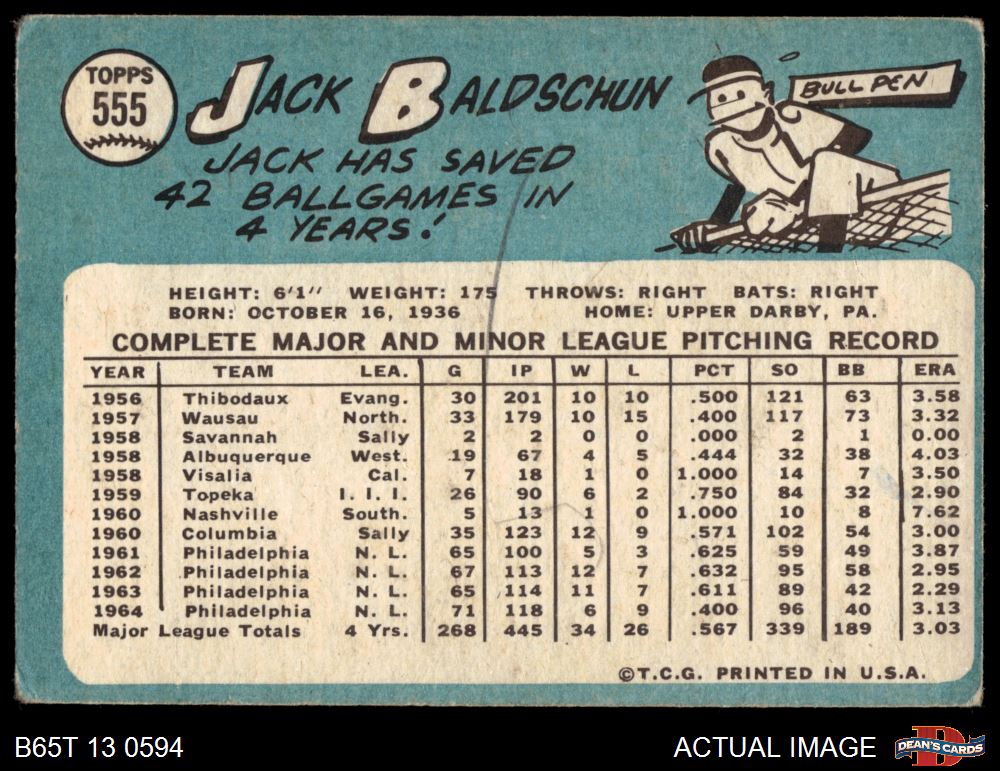 TOPPS
555
JACK BALDSCHUN
BULL PEN
JACK HAS SAVED
42 BALLGAMES IN
4 YEARS!
HEIGHT: 6'1" WEIGHT: 175 THROWS: RIGHT BATS: RIGHT
BORN: OCTOBER 16, 1936 HOME: UPPER DARBY, PA.
COMPLETE MAJOR AND MINOR LEAGUE PITCHING RECORD
YEAR TEAM LEA. G IP W L PCT SO BB ERA
1956 Thibodaux Evang. 30 201 10 10 .500 121 63 3.58
1957 Wausau North. 33 179 10 15 .400 117 73 3.32
1958 Savannah Sally 2 2 0 0 .000 2 1 0.00
1958 Albuquerque West. 19 67 4 5 .444 32 38 4.03
1958 Visalia Cal. 7 18 1 0 1.000 14 7 3.50
1959 Topeka I. I. I. 26 90 6 2 .750 84 32 2.90
1960 Nashville South. 5 13 1 0 1.000 10 8 7.62
1960 Columbia Sally 35 123 12 9 .571 102 54 3.00
1961 Philadelphia N. L. 65 100 5 3 .625 59 49 3.87
1962 Philadelphia N. L. 67 113 12 7 .632 95 58 2.95
1963 Philadelphia N. L. 65 114 11 7 .611 89 42 2.29
1964 Philadelphia N. L. 71 118 6 9 .400 96 40 3.13
Major League Totals 4 Yrs. 268 445 34 26 .567 339 189 3.03
©T.C.G. PRINTED IN U.S.A.
B65T 13 0594 ACTUAL IMAGE D DEAN'S CARDS